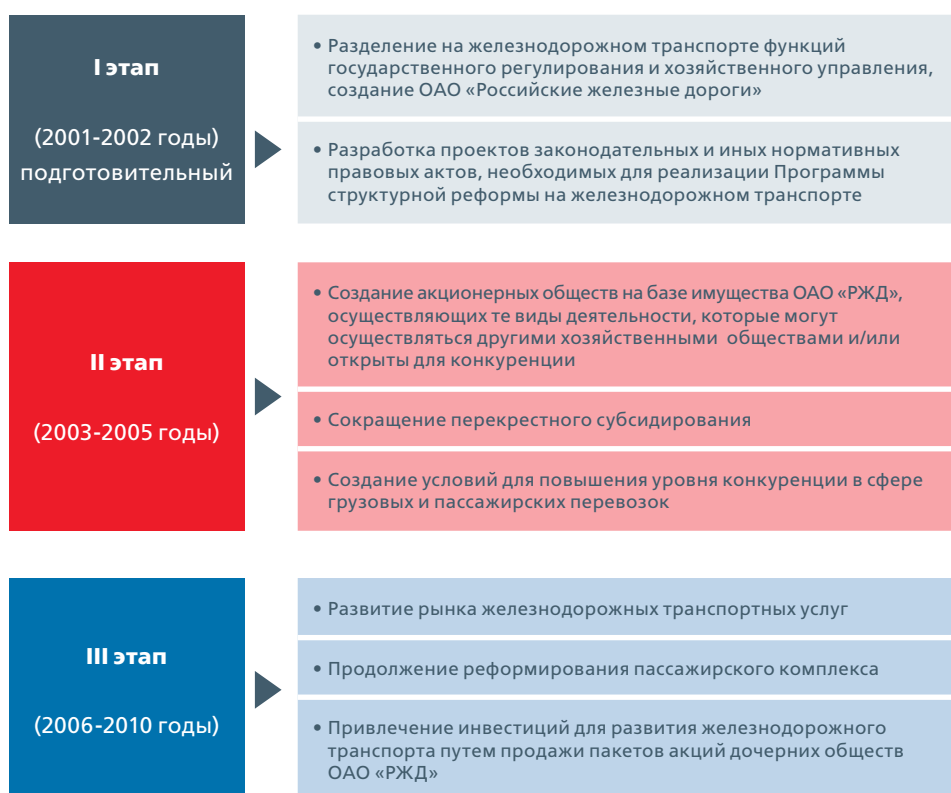 I этап
(2001-2002 годы)
подготовительный
• Разделение на железнодорожном транспорте функций
государственного регулирования и хозяйственного управления,
создание ОАО «Российские железные дороги»
• Разработка проектов законодательных и иных нормативных
правовых актов, необходимых для реализации Программы
структурной реформы на железнодорожном транспорте
II этап
(2003-2005 годы)
• Создание акционерных обществ на базе имущества ОАО «РЖД»,
осуществляющих те виды деятельности, которые могут
осуществляться другими хозяйственными обществами и/или
открыты для конкуренции
• Сокращение перекрестного субсидирования
• Создание условий для повышения уровня конкуренции в сфере
грузовых и пассажирских перевозок
III этап
(2006-2010 годы)
• Развитие рынка железнодорожных транспортных услуг
• Продолжение реформирования пассажирского комплекса
• Привлечение инвестиций для развития железнодорожного
транспорта путем продажи пакетов акций дочерних обществ
ОАО «РЖД»